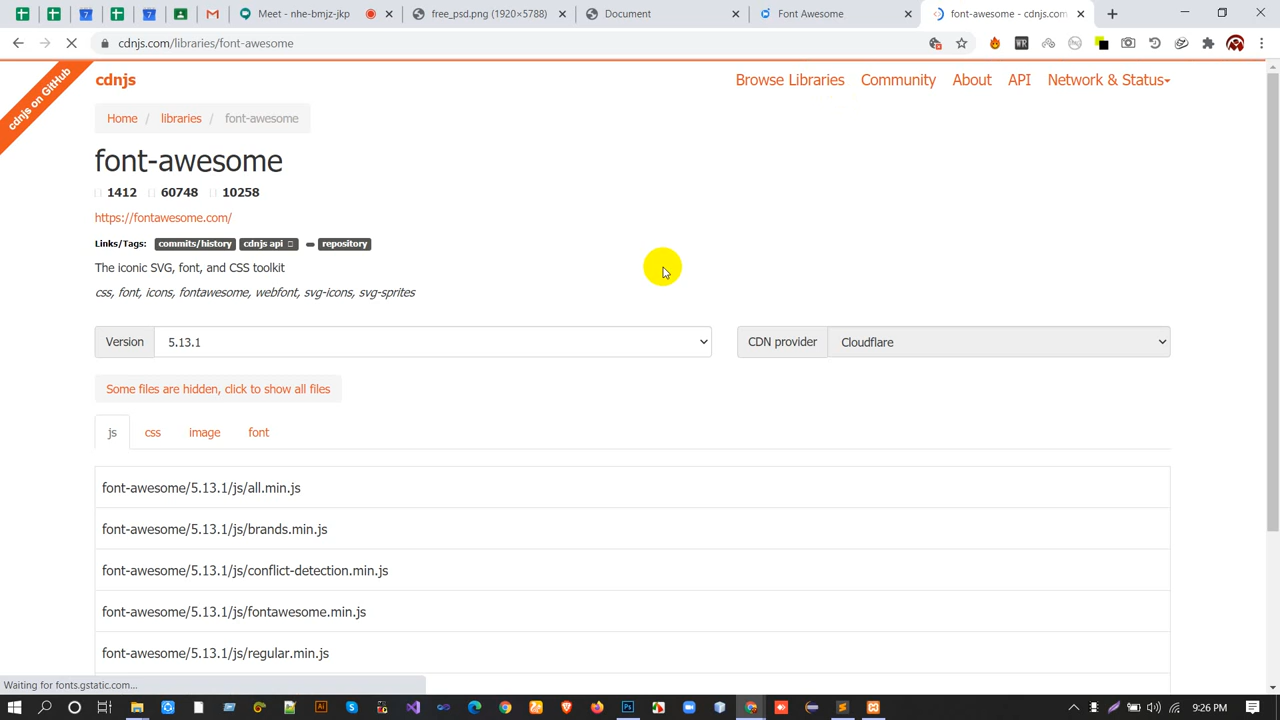 Meet - nhe-bmjz-jkp
free_psd.png (1920×5788)
Document
Font Awesome
font-awesome - cdnjs.com
cdnjs.com/libraries/font-awesome
cdnjs on GitHub
cdnjs
Browse Libraries
Community
About
API
Network & Status
Home / libraries / font-awesome
font-awesome
1412 60748 10258
https://fontawesome.com/
Links/Tags: commits/history cdnjs api repository
The iconic SVG, font, and CSS toolkit
css, font, icons, fontawesome, webfont, svg-icons, svg-sprites
Version 5.13.1
CDN provider Cloudflare
Some files are hidden, click to show all files
js css image font
font-awesome/5.13.1/js/all.min.js
font-awesome/5.13.1/js/brands.min.js
font-awesome/5.13.1/js/conflict-detection.min.js
font-awesome/5.13.1/js/fontawesome.min.js
font-awesome/5.13.1/js/regular.min.js
Waiting for fonts.gstatic.com...
9:26 PM